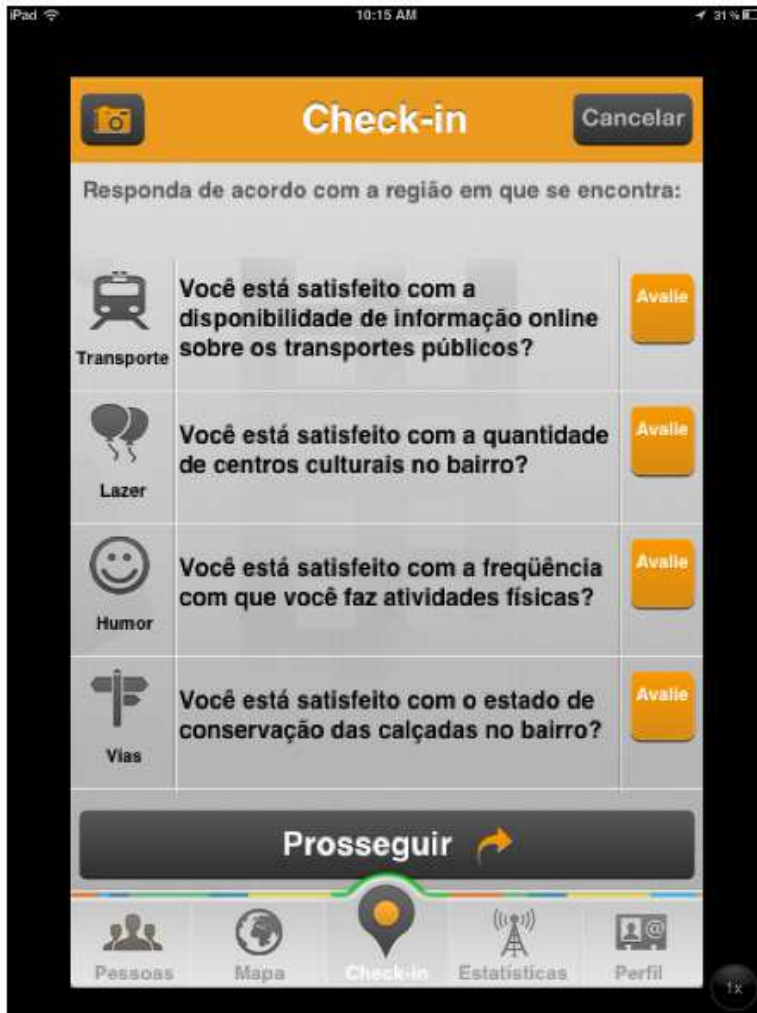 iPad 10:15 AM 31%
Check-in
Cancelar
Responda de acordo com a região em que se encontra:
Você está satisfeito com a
disponibilidade de informação online
sobre os transportes públicos?
Transporte
Avalie
Você está satisfeito com a quantidade
de centros culturais no bairro?
Lazer
Avalie
Você está satisfeito com a freqüência
com que você faz atividades físicas?
Humor
Avalie
Você está satisfeito com o estado de
conservação das calçadas no bairro?
Vias
Avalie
Prosseguir
Pessoas Mapa Check-in Estatísticas Perfil
1x